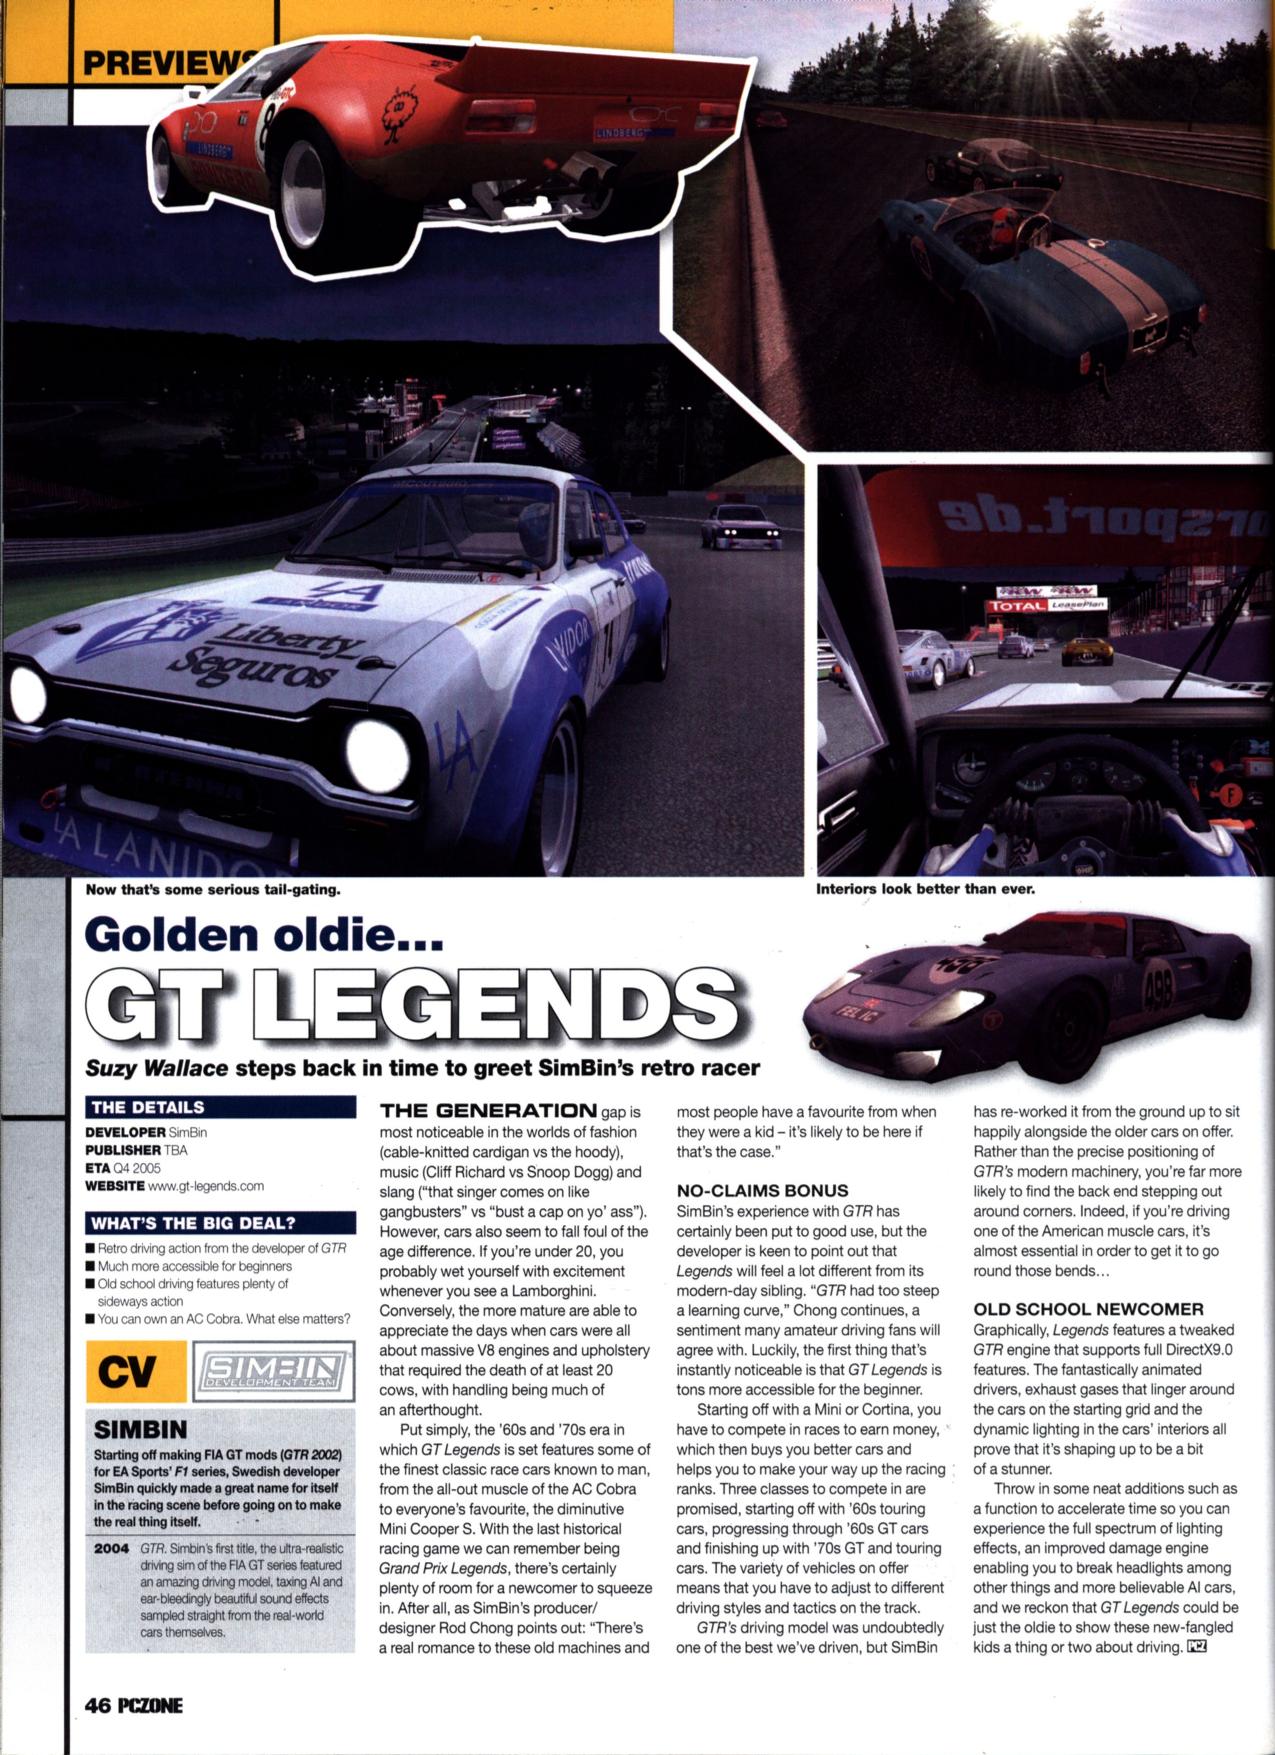 PREVIEWS
8
LINDBERG
LINDBERG
LA
Liberty
Seguros
VIDOR
LA
LA LANIDOR
orsport.de
TOTAL LeasePlan
F
Now that's some serious tail-gating.
Interiors look better than ever.
Golden oldie...
GT LEGENDS
498
498
FEL 1C
Suzy Wallace steps back in time to greet SimBin's retro racer
THE DETAILS
DEVELOPER SimBin
PUBLISHER TBA
ETA Q4 2005
WEBSITE www.gt-legends.com
WHAT'S THE BIG DEAL?
■ Retro driving action from the developer of GTR
■ Much more accessible for beginners
■ Old school driving features plenty of
sideways action
■ You can own an AC Cobra. What else matters?
CV
SIMBIN
DEVELOPMENT TEAM
SIMBIN
Starting off making FIA GT mods (GTR 2002)
for EA Sports' F1 series, Swedish developer
SimBin quickly made a great name for itself
in the racing scene before going on to make
the real thing itself.
2004 GTR. Simbin's first title, the ultra-realistic
driving sim of the FIA GT series featured
an amazing driving model, taxing AI and
ear-bleedingly beautiful sound effects
sampled straight from the real-world
cars themselves.
THE GENERATION gap is
most noticeable in the worlds of fashion
(cable-knitted cardigan vs the hoody),
music (Cliff Richard vs Snoop Dogg) and
slang ("that singer comes on like
gangbusters" vs "bust a cap on yo' ass").
However, cars also seem to fall foul of the
age difference. If you're under 20, you
probably wet yourself with excitement
whenever you see a Lamborghini.
Conversely, the more mature are able to
appreciate the days when cars were all
about massive V8 engines and upholstery
that required the death of at least 20
cows, with handling being much of
an afterthought.
Put simply, the '60s and '70s era in
which GT Legends is set features some of
the finest classic race cars known to man,
from the all-out muscle of the AC Cobra
to everyone's favourite, the diminutive
Mini Cooper S. With the last historical
racing game we can remember being
Grand Prix Legends, there's certainly
plenty of room for a newcomer to squeeze
in. After all, as SimBin's producer/
designer Rod Chong points out: "There's
a real romance to these old machines and
most people have a favourite from when
they were a kid – it's likely to be here if
that's the case."
NO-CLAIMS BONUS
SimBin's experience with GTR has
certainly been put to good use, but the
developer is keen to point out that
Legends will feel a lot different from its
modern-day sibling. "GTR had too steep
a learning curve," Chong continues, a
sentiment many amateur driving fans will
agree with. Luckily, the first thing that's
instantly noticeable is that GT Legends is
tons more accessible for the beginner.
Starting off with a Mini or Cortina, you
have to compete in races to earn money,
which then buys you better cars and
helps you to make your way up the racing
ranks. Three classes to compete in are
promised, starting off with '60s touring
cars, progressing through '60s GT cars
and finishing up with '70s GT and touring
cars. The variety of vehicles on offer
means that you have to adjust to different
driving styles and tactics on the track.
GTR's driving model was undoubtedly
one of the best we've driven, but SimBin
has re-worked it from the ground up to sit
happily alongside the older cars on offer.
Rather than the precise positioning of
GTR's modern machinery, you're far more
likely to find the back end stepping out
around corners. Indeed, if you're driving
one of the American muscle cars, it's
almost essential in order to get it to go
round those bends...
OLD SCHOOL NEWCOMER
Graphically, Legends features a tweaked
GTR engine that supports full DirectX9.0
features. The fantastically animated
drivers, exhaust gases that linger around
the cars on the starting grid and the
dynamic lighting in the cars' interiors all
prove that it's shaping up to be a bit
of a stunner.
Throw in some neat additions such as
a function to accelerate time so you can
experience the full spectrum of lighting
effects, an improved damage engine
enabling you to break headlights among
other things and more believable AI cars,
and we reckon that GT Legends could be
just the oldie to show these new-fangled
kids a thing or two about driving. PCZ
46 PCZONE